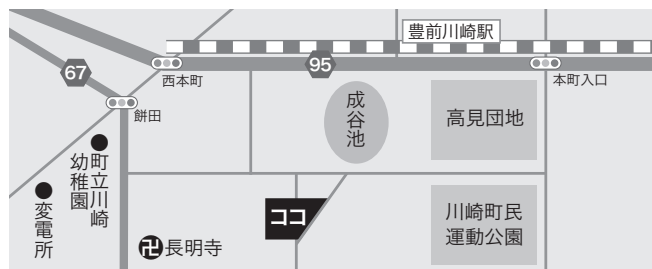 豊前川崎駅
67
95
西本町
本町入口
餅田
成谷池
高見団地
町立川崎
幼稚園
変電所
卍長明寺
ココ
川崎町民
運動公園